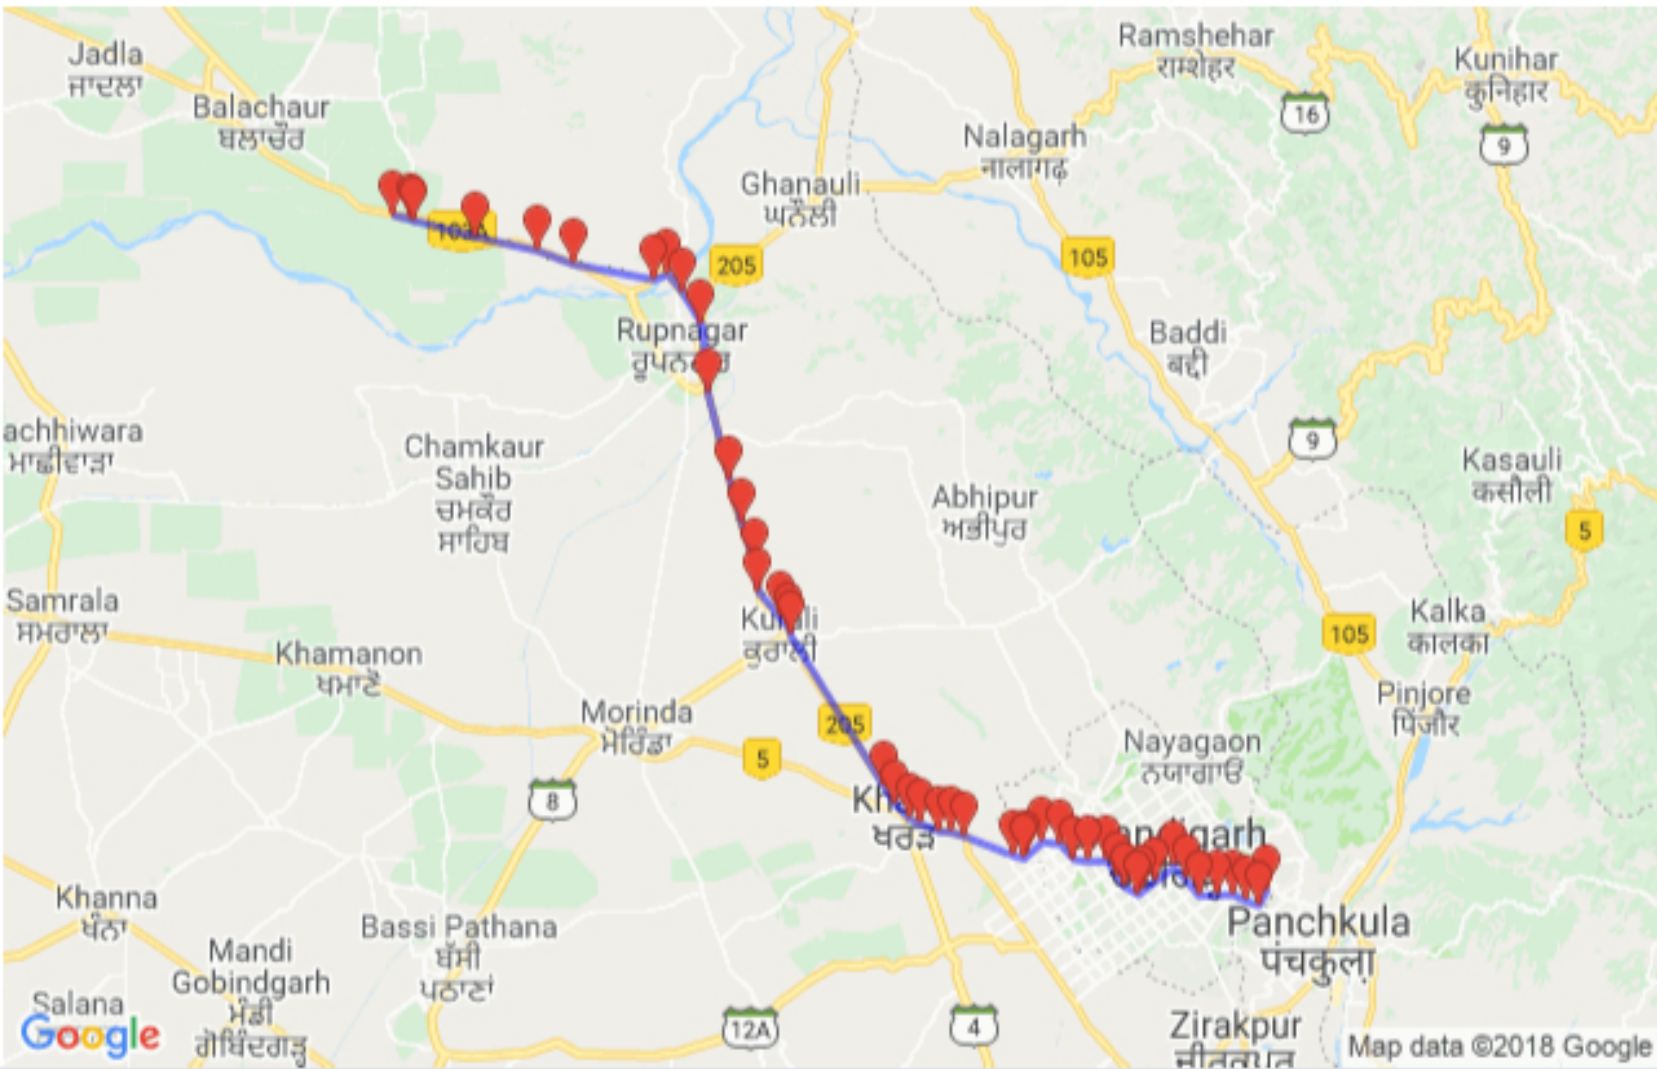 Jadla
ਜਾਦਲਾ
Balachaur
ਬਲਾਚੌਰ
Ramshehar
रामशेहर
Kunihar
कुनिहार
16
9
Nalagarh
नालागढ़
Ghanauli
ਘਨੌਲੀ
103A
205
105
Rupnagar
Baddi
बद्दी
achhiwara
ਮਾਛੀਵਾੜਾ
Chamkaur
Sahib
ਚਮਕੌਰ
ਸਾਹਿਬ
9
Kasauli
कसौली
Abhipur
ਅਭੀਪੁਰ
5
Samrala
ਸਮਰਾਲਾ
Kalka
कालका
105
ਕੁਰਾਲੀ
Khamanon
ਖਮਾਣੋਂ
Pinjore
पिंजौर
Morinda
ਮੋਰਿੰਡਾ
205
5
Nayagaon
ਨਯਾਗਾਓਂ
8
ਖਰੜ
Khanna
ਖੰਨਾ
Bassi Pathana
ਬੱਸੀ
ਪਠਾਣਾਂ
Panchkula
पंचकुला
Mandi
Gobindgarh
ਮੰਡੀ
ਗੋਬਿੰਦਗੜ੍ਹ
Salana
Google
12A
4
Zirakpur
Map data ©2018 Google